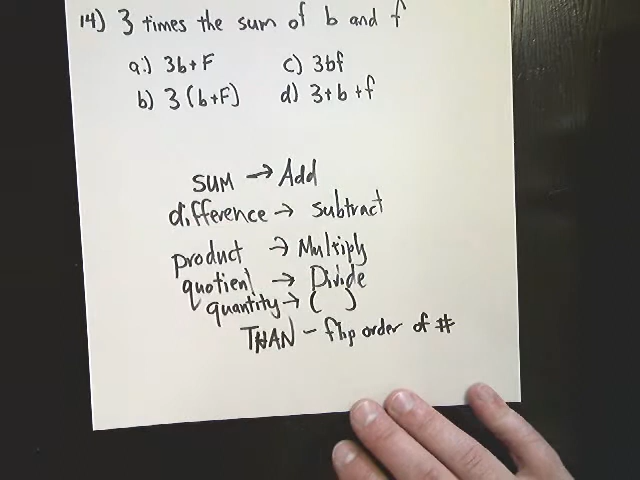 14) 3 times the sum of b and f
a.) 3b+F c) 3bf
b) 3(b+F) d) 3+b+f
SUM → Add
difference → subtract
product → Multiply
quotient → Divide
quantity → ( )
THAN - flip order of #